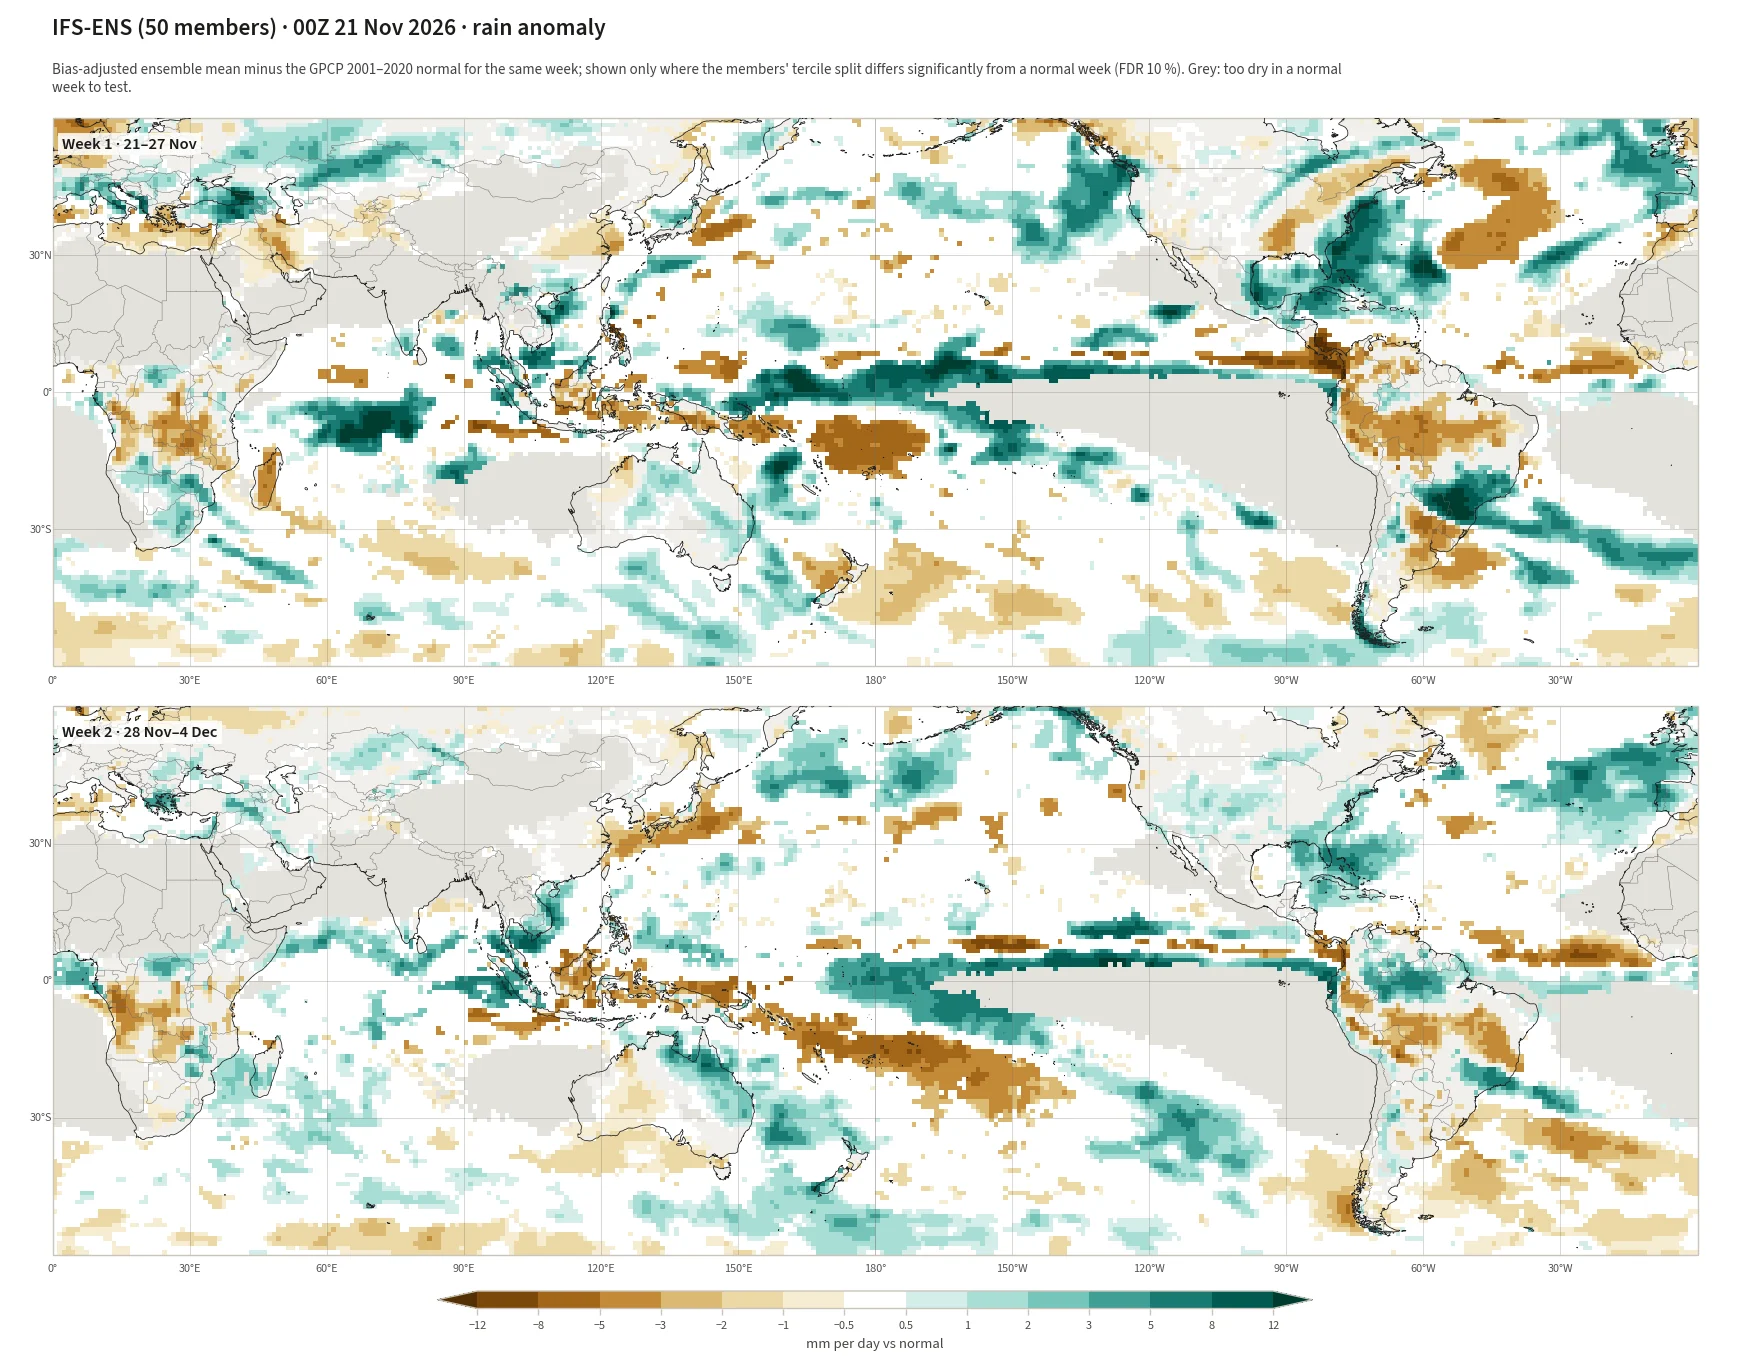 IFS-ENS (50 members) · 00Z 21 Nov 2026 · rain anomaly
Bias-adjusted ensemble mean minus the GPCP 2001–2020 normal for the same week; shown only where the members' tercile split differs significantly from a normal week (FDR 10 %). Grey: too dry in a normal
week to test.
Week 1 · 21–27 Nov
30°N
0°
30°S
0° 30°E 60°E 90°E 120°E 150°E 180° 150°W 120°W 90°W 60°W 30°W
Week 2 · 28 Nov–4 Dec
30°N
0°
30°S
0° 30°E 60°E 90°E 120°E 150°E 180° 150°W 120°W 90°W 60°W 30°W
−12 −8 −5 −3 −2 −1 −0.5 0.5 1 2 3 5 8 12
mm per day vs normal